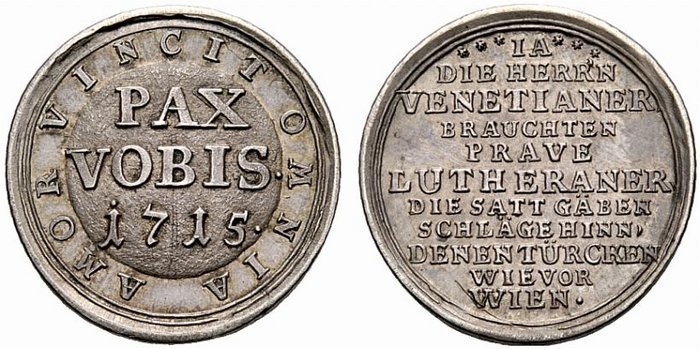 AMOR VINCIT OMNIA
PAX
VOBIS.
1715.
IA
DIE HERRN
VENETIANER
BRAUCHTEN
PRAVE
LUTHERANER
DIE SATT GÄBEN
SCHLÄGE HINN,
DENEN TÜRCKEN
WIE VOR
WIEN.